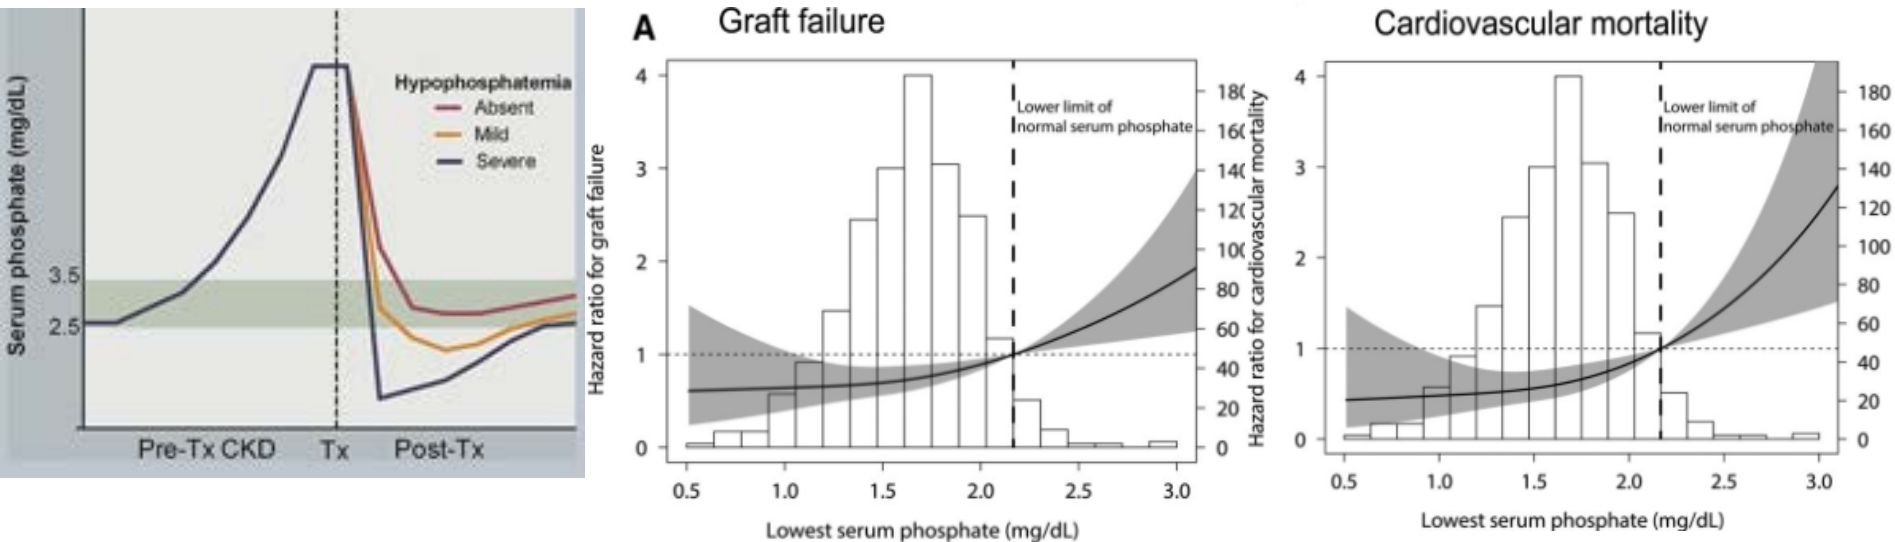 Serum phosphate (mg/dL)
3.5
2.5
Hypophosphatemia
Absent
Mild
Severe
Pre-Tx CKD
Tx
Post-Tx
A
Graft failure
Hazard ratio for graft failure
4
3
2
1
0
Lower limit of
normal serum phosphate
180
160
140
120
100
80
60
40
20
0
0.5
1.0
1.5
2.0
2.5
3.0
Lowest serum phosphate (mg/dL)
Cardiovascular mortality
Hazard ratio for cardiovascular mortality
4
3
2
1
0
Lower limit of
normal serum phosphate
180
160
140
120
100
80
60
40
20
0
0.5
1.0
1.5
2.0
2.5
3.0
Lowest serum phosphate (mg/dL)